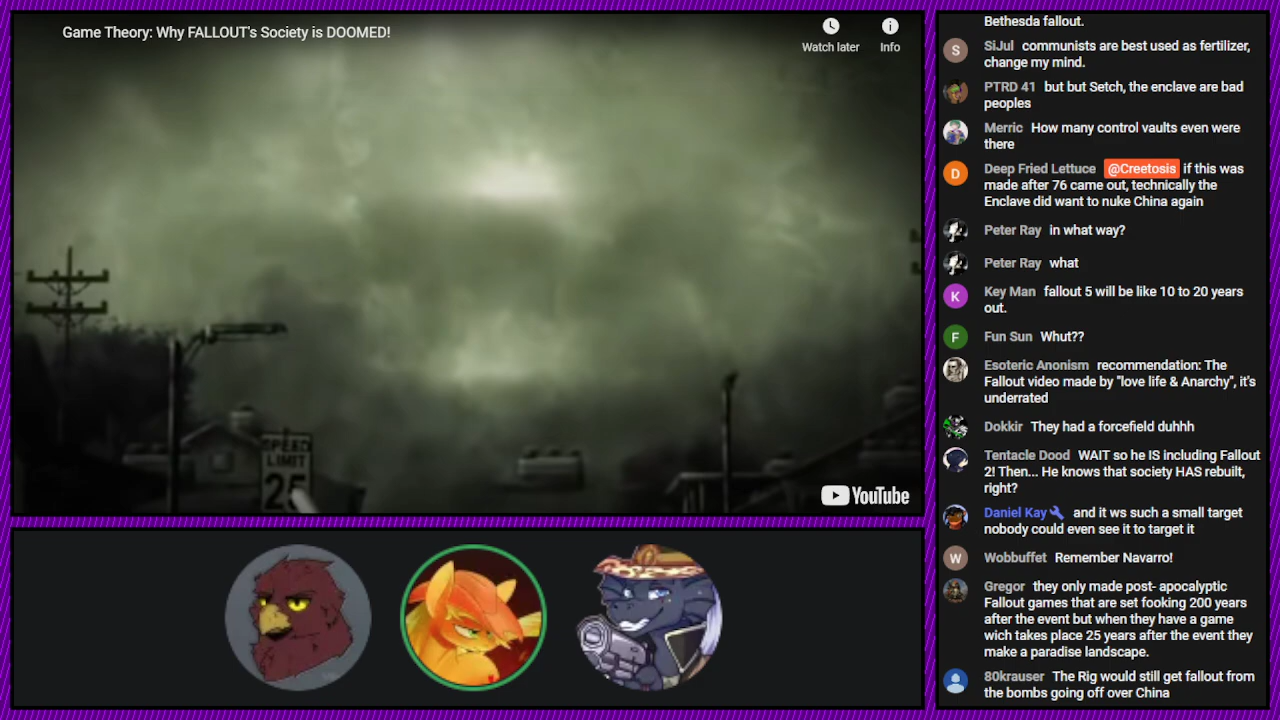 Game Theory: Why FALLOUT's Society is DOOMED!
Watch later
Info
SPEED
LIMIT
25
YouTube
Bethesda fallout.
S
SiJul communists are best used as fertilizer,
change my mind.
PTRD 41 but but Setch, the enclave are bad
peoples
Merric How many control vaults even were
there
D
Deep Fried Lettuce @Creetosis if this was
made after 76 came out, technically the
Enclave did want to nuke China again
Peter Ray in what way?
Peter Ray what
K
Key Man fallout 5 will be like 10 to 20 years
out.
F
Fun Sun Whut??
Esoteric Anonism recommendation: The
Fallout video made by "love life & Anarchy", it's
underrated
Dokkir They had a forcefield duhhh
Tentacle Dood WAIT so he IS including Fallout
2! Then... He knows that society HAS rebuilt,
right?
Daniel Kay and it ws such a small target
nobody could even see it to target it
W
Wobbuffet Remember Navarro!
Gregor they only made post- apocalyptic
Fallout games that are set fooking 200 years
after the event but when they have a game
wich takes place 25 years after the event they
make a paradise landscape.
80krauser The Rig would still get fallout from
the bombs going off over China